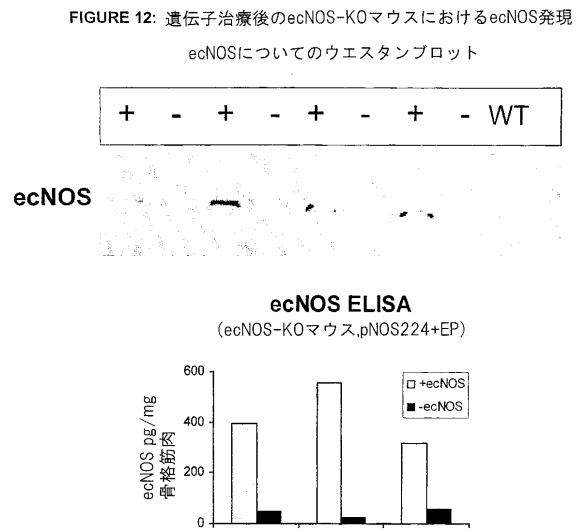 FIGURE 12: 遺伝子治療後のecNOS-KOマウスにおけるecNOS発現
ecNOSについてのウエスタンブロット
+ - + - + - + - WT
ecNOS
ecNOS ELISA
(ecNOS-KOマウス,pNOS224+EP)
ecNOS pg/mg
骨格筋肉
600
400
200
0
+ecNOS
-ecNOS